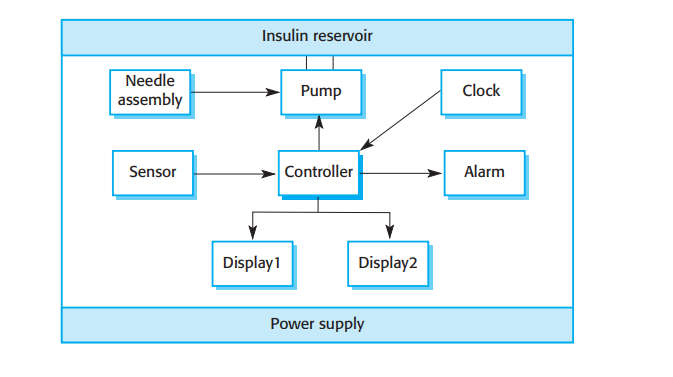 Insulin reservoir
Needle
assembly
Pump
Clock
Sensor
Controller
Alarm
Display1
Display2
Power supply